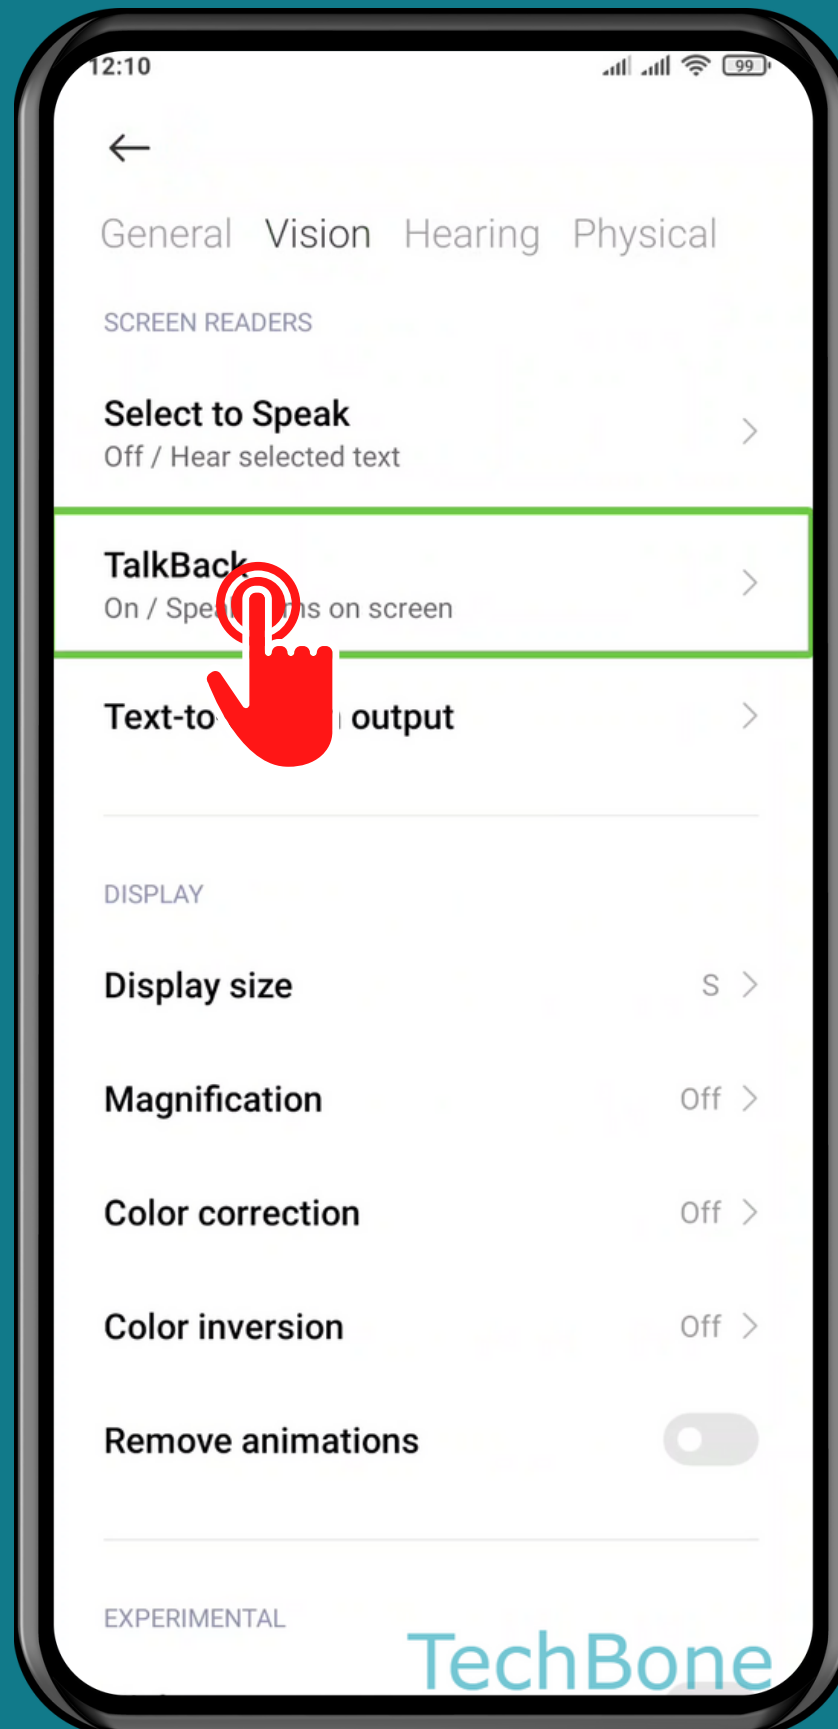 12:10
99
General Vision Hearing Physical
SCREEN READERS
Select to Speak
Off / Hear selected text
TalkBack
On / on screen
Text-to output
DISPLAY
Display size S
Magnification Off
Color correction Off
Color inversion Off
Remove animations
EXPERIMENTAL
TechBone